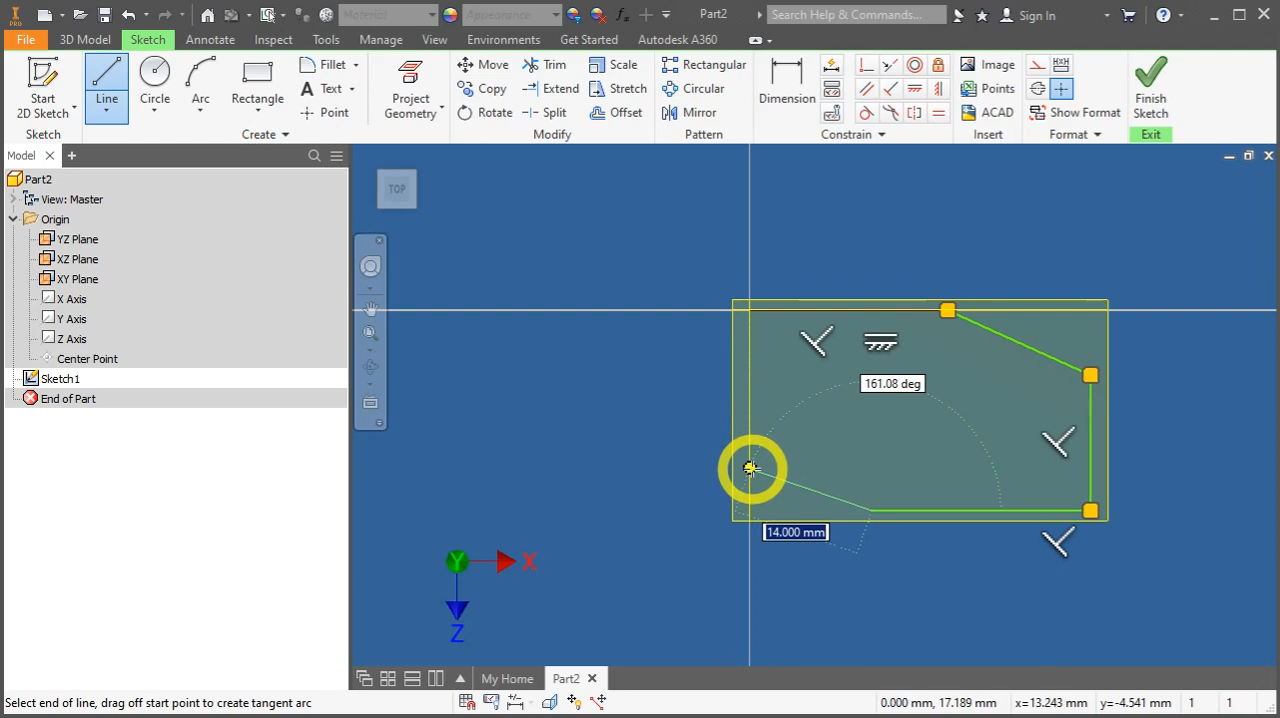 PRO
Material
Appearance
Part2
Search Help & Commands...
Sign In
File
3D Model
Sketch
Annotate
Inspect
Tools
Manage
View
Environments
Get Started
Autodesk A360
Start
2D Sketch
Line
Circle
Arc
Rectangle
Fillet
Text
Point
Project
Geometry
Move
Copy
Rotate
Trim
Extend
Split
Scale
Stretch
Offset
Rectangular
Circular
Mirror
Dimension
Image
Points
ACAD
Show Format
Finish
Sketch
Sketch
Create
Modify
Pattern
Constrain
Insert
Format
Exit
Model
TOP
Part2
View: Master
Origin
YZ Plane
XZ Plane
XY Plane
X Axis
Y Axis
Z Axis
Center Point
Sketch1
End of Part
161.08 deg
14.000 mm
Y
X
Z
My Home
Part2
Select end of line, drag off start point to create tangent arc
0.000 mm, 17.189 mm
x=13.243 mm
y=-4.541 mm
1
1